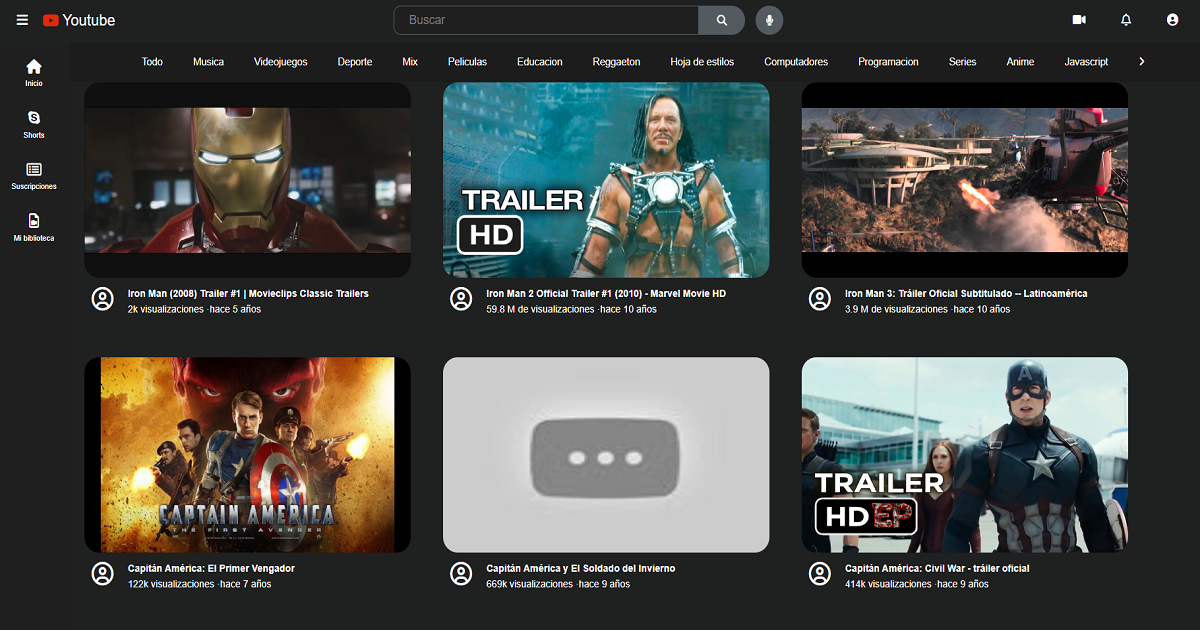 Youtube
Buscar
Todo Musica Videojuegos Deporte Mix Peliculas Educacion Reggaeton Hoja de estilos Computadores Programacion Series Anime Javascript
Inicio
Shorts
Suscripciones
Mi biblioteca
TRAILER
HD
Iron Man (2008) Trailer #1 | Movieclips Classic Trailers
2k visualizaciones ·hace 5 años
Iron Man 2 Official Trailer #1 (2010) - Marvel Movie HD
59.8 M de visualizaciones ·hace 10 años
Iron Man 3: Tráiler Oficial Subtitulado -- Latinoamérica
3.9 M de visualizaciones ·hace 10 años
CAPTAIN AMERICA
THE FIRST AVENGER
A
TRAILER
HD EP
Capitán América: El Primer Vengador
122k visualizaciones ·hace 7 años
Capitán América y El Soldado del Invierno
669k visualizaciones ·hace 9 años
Capitán América: Civil War - tráiler oficial
414k visualizaciones ·hace 9 años